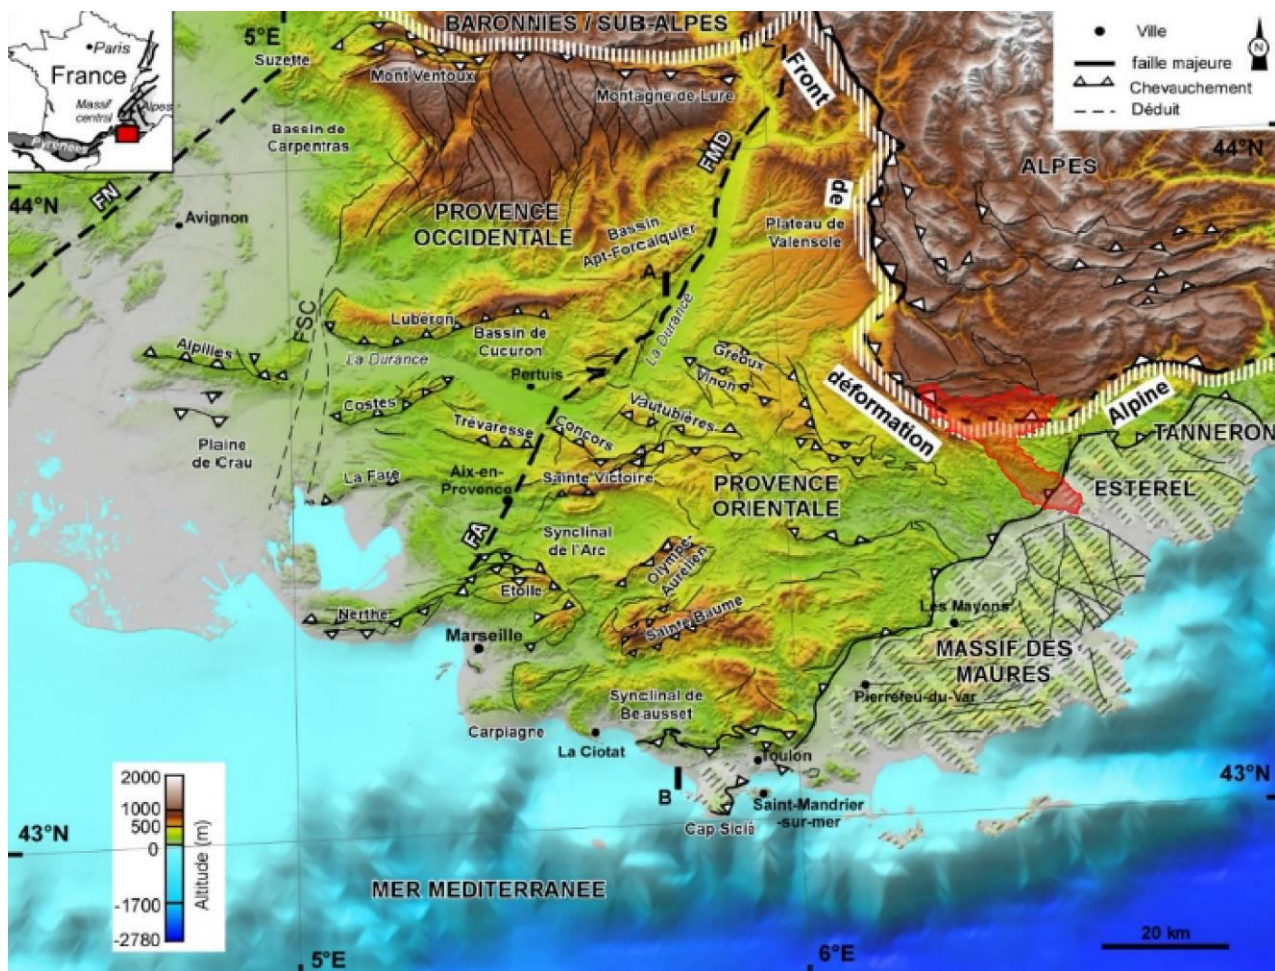 Paris
France
Massif
central
Alpes
Pyrenees
5°E
Suzette
BARONNIES / SUB-ALPES
Mont Ventoux
Montagne de Lure
Front
de
déformation
Alpine
N
Ville
faille majeure
Chevauchement
Déduit
44°N
44°N
ALPES
Bassin de
Carpentras
FN
Avignon
FMD
PROVENCE
OCCIDENTALE
Bassin
Apt-Forcalquier
Plateau de
Valensole
A
FSC
Lubéron
Bassin de
Cucuron
La Durance
La Durance
Alpilles
Pertuis
Gréoux
Vinon
Costes
Trévaresse
Concors
Vautubières
Plaine
de Crau
La Fare
Aix-en-
Provence
Sainte Victoire
PROVENCE
ORIENTALE
TANNERON
ESTEREL
FA
Synclinal
de l'Arc
Olympe-
Aurélien
Etoile
Nerthe
Marseille
Sainte Baume
Les Mayons
MASSIF DES
MAURES
Pierrefeu-du-Var
Synclinal de
Beausset
Carpiagne
La Ciotat
Toulon
B
Saint-Mandrier
-sur-mer
Cap Sicié
43°N
43°N
2000
1000
500
0
-1700
-2780
Altitude (m)
MER MEDITERRANEE
20 km
5°E
6°E